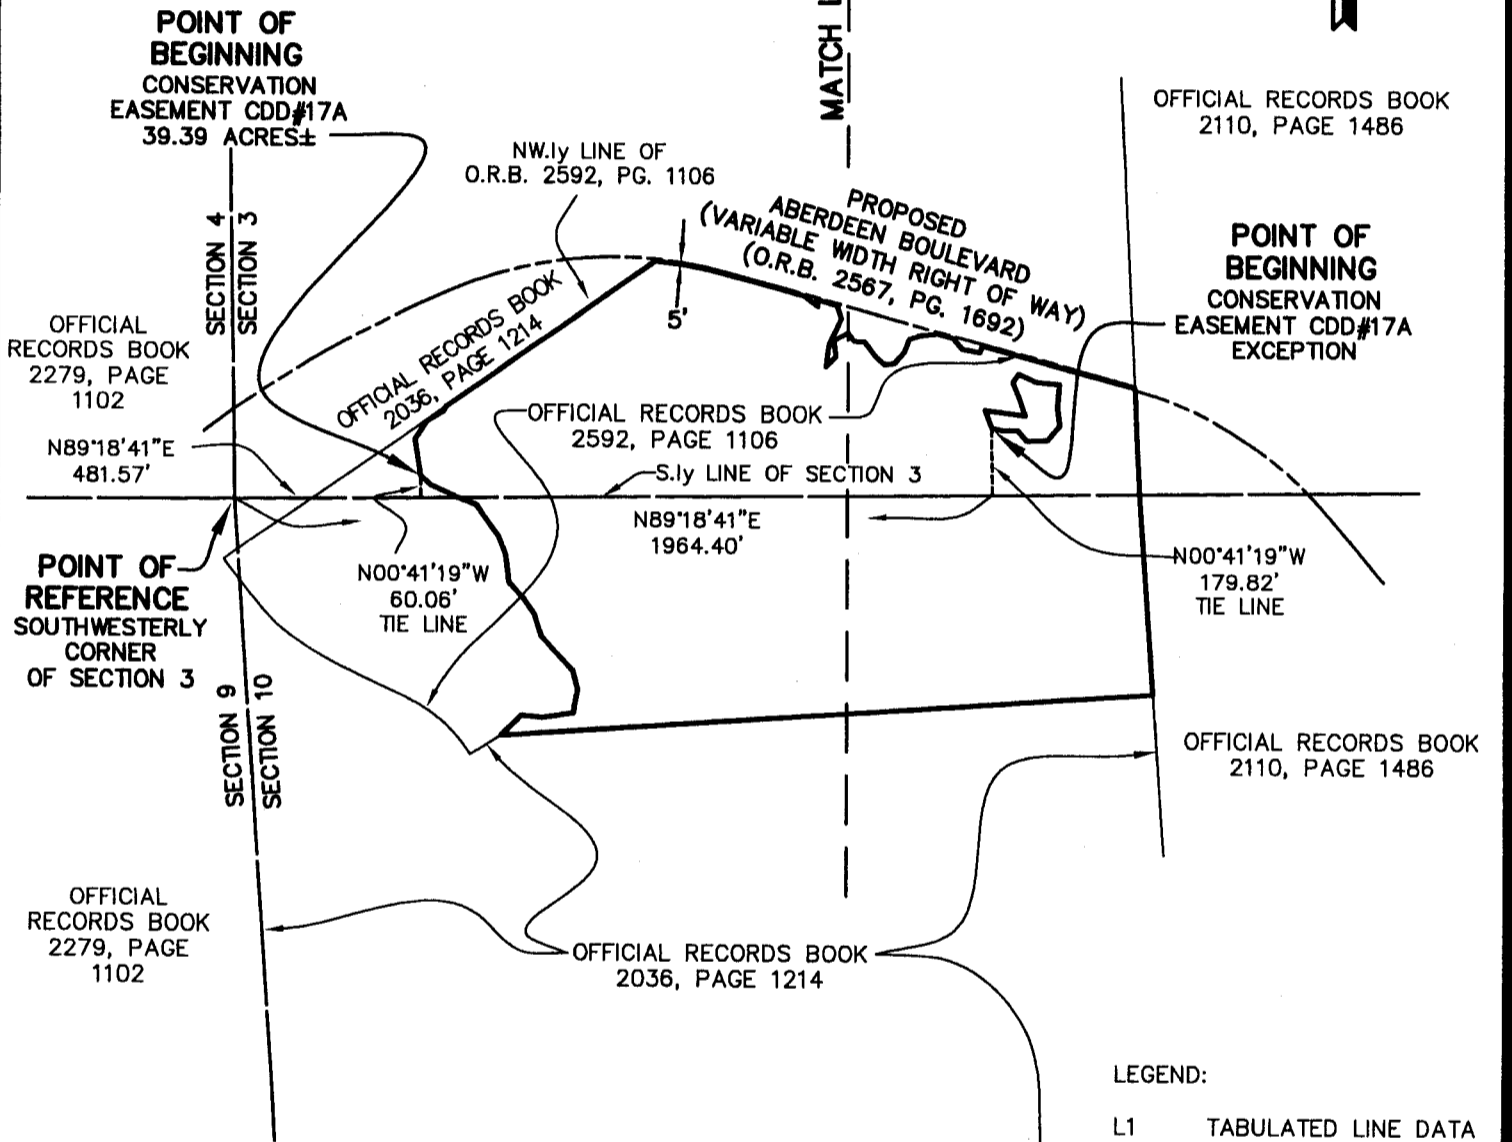 POINT OF
BEGINNING
CONSERVATION
EASEMENT CDD#17A
39.39 ACRES±
MATCH
OFFICIAL RECORDS BOOK
2110, PAGE 1486
NW.ly LINE OF
O.R.B. 2592, PG. 1106
PROPOSED
ABERDEEN BOULEVARD
(VARIABLE WIDTH RIGHT OF WAY)
(O.R.B. 2567, PG. 1692)
SECTION 4
SECTION 3
POINT OF
BEGINNING
CONSERVATION
EASEMENT CDD#17A
EXCEPTION
5'
OFFICIAL RECORDS BOOK
2036, PAGE 1214
OFFICIAL
RECORDS BOOK
2279, PAGE
1102
N89°18'41"E
481.57'
OFFICIAL RECORDS BOOK
2592, PAGE 1106
S.ly LINE OF SECTION 3
N89°18'41"E
1964.40'
POINT OF
REFERENCE
SOUTHWESTERLY
CORNER
OF SECTION 3
N00°41'19"W
60.06'
TIE LINE
N00°41'19"W
179.82'
TIE LINE
SECTION 9
SECTION 10
OFFICIAL RECORDS BOOK
2110, PAGE 1486
OFFICIAL
RECORDS BOOK
2279, PAGE
1102
OFFICIAL RECORDS BOOK
2036, PAGE 1214
LEGEND:
L1 TABULATED LINE DATA